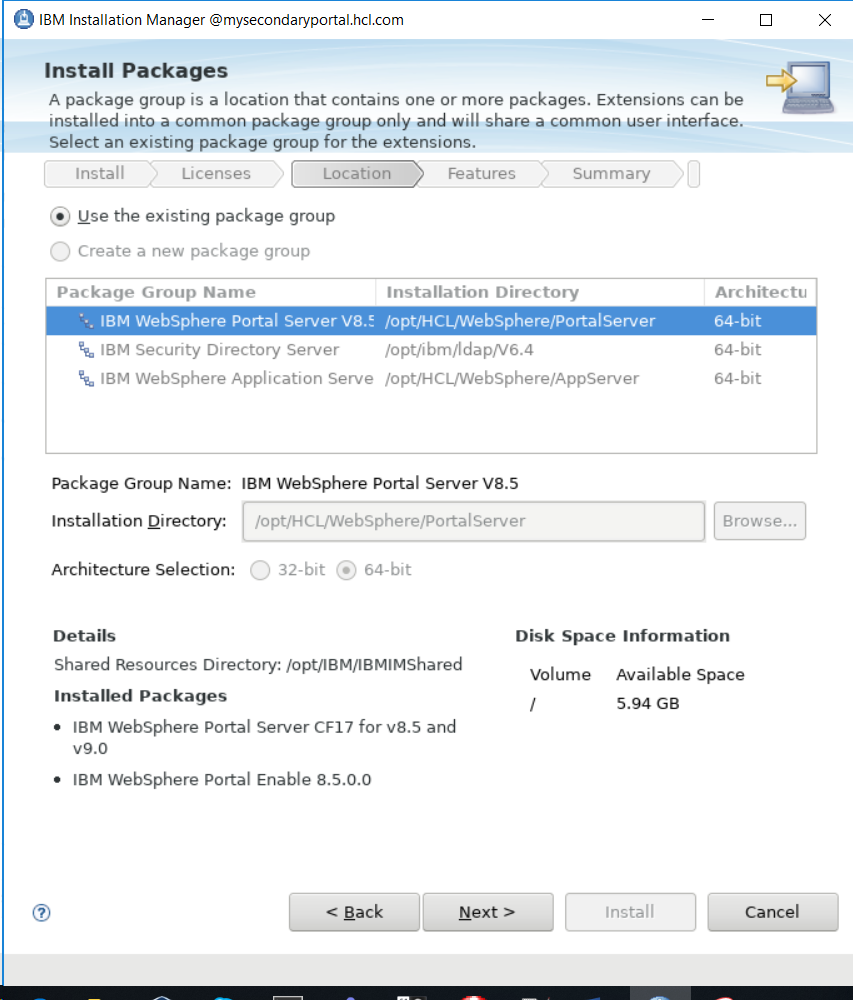 IBM Installation Manager @mysecondaryportal.hcl.com
Install Packages
A package group is a location that contains one or more packages. Extensions can be
installed into a common package group only and will share a common user interface.
Select an existing package group for the extensions.
Install Licenses Location Features Summary
Use the existing package group
Create a new package group
Package Group Name Installation Directory Architectu
IBM WebSphere Portal Server V8.5 /opt/HCL/WebSphere/PortalServer 64-bit
IBM Security Directory Server /opt/ibm/ldap/V6.4 64-bit
IBM WebSphere Application Serve /opt/HCL/WebSphere/AppServer 64-bit
Package Group Name: IBM WebSphere Portal Server V8.5
Installation Directory: /opt/HCL/WebSphere/PortalServer Browse...
Architecture Selection: 32-bit 64-bit
Details
Shared Resources Directory: /opt/IBM/IBMIMShared
Installed Packages
• IBM WebSphere Portal Server CF17 for v8.5 and
v9.0
• IBM WebSphere Portal Enable 8.5.0.0
Disk Space Information
Volume Available Space
/ 5.94 GB
? < Back Next > Install Cancel